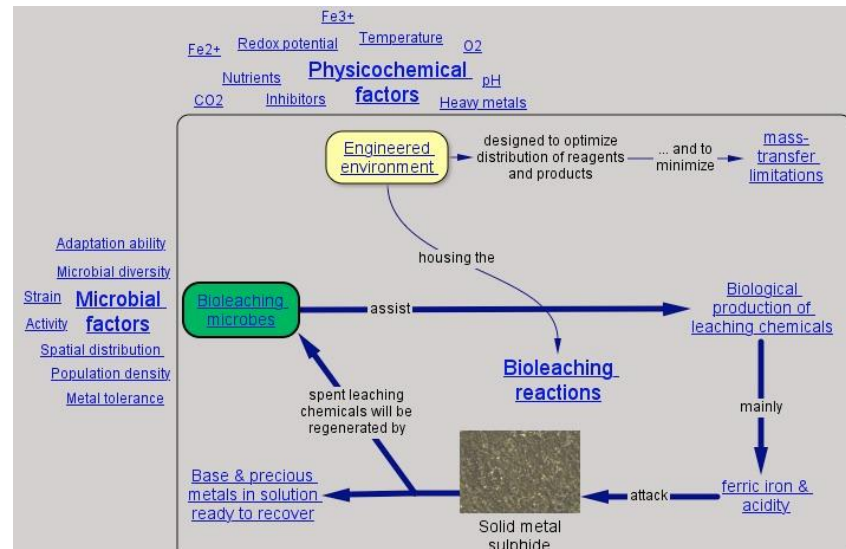 Fe3+
Fe2+
Redox potential
Temperature
O2
Nutrients
Physicochemical
factors
pH
CO2
Inhibitors
Heavy metals
Engineered
environment
designed to optimize
distribution of reagents
and products
... and to
minimize
mass-
transfer
limitations
housing the
Adaptation ability
Microbial diversity
Strain
Microbial
factors
Activity
Spatial distribution
Population density
Metal tolerance
Bioleaching
microbes
assist
Biological
production of
leaching chemicals
Bioleaching
reactions
mainly
spent leaching
chemicals will be
regenerated by
Base & precious
metals in solution
ready to recover
attack
ferric iron &
acidity
Solid metal
sulphide